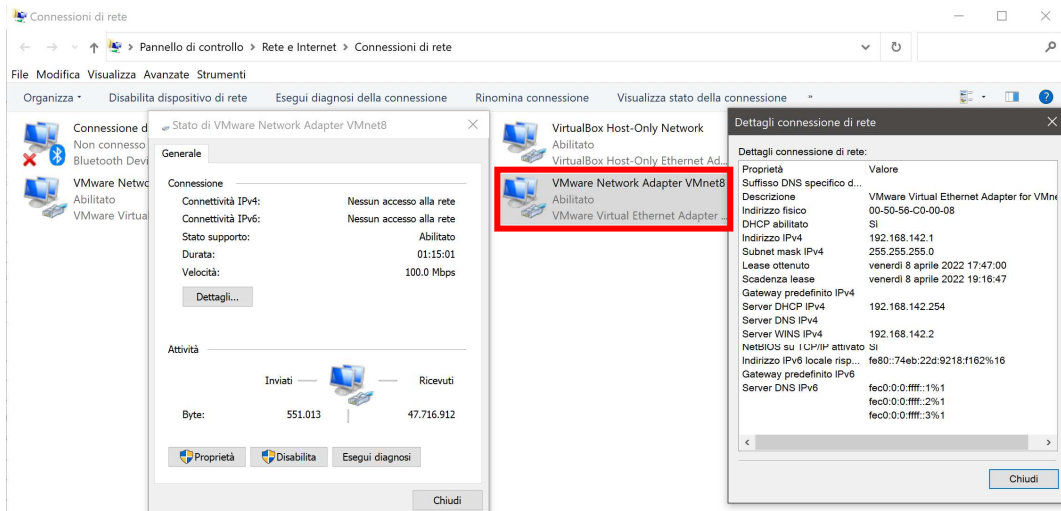 Connessioni di rete
Pannello di controllo > Rete e Internet > Connessioni di rete
File Modifica Visualizza Avanzate Strumenti
Organizza Disabilita dispositivo di rete Esegui diagnosi della connessione Rinomina connessione Visualizza stato della connessione »
Connessione d
Non connesso
Bluetooth Devi
VMware Netwo
Abilitato
VMware Virtua
Stato di VMware Network Adapter VMnet8
Generale
Connessione
Connettività IPv4: Nessun accesso alla rete
Connettività IPv6: Nessun accesso alla rete
Stato supporto: Abilitato
Durata: 01:15:01
Velocità: 100.0 Mbps
Dettagli...
Attività
Inviati Ricevuti
Byte: 551.013 47.716.912
Proprietà Disabilita Esegui diagnosi
Chiudi
VirtualBox Host-Only Network
Abilitato
VirtualBox Host-Only Ethernet Ad...
VMware Network Adapter VMnet8
Abilitato
VMware Virtual Ethernet Adapter ...
Dettagli connessione di rete
Dettagli connessione di rete:
Proprietà Valore
Suffisso DNS specifico d...
Descrizione VMware Virtual Ethernet Adapter for VMne
Indirizzo fisico 00-50-56-C0-00-08
DHCP abilitato Sì
Indirizzo IPv4 192.168.142.1
Subnet mask IPv4 255.255.255.0
Lease ottenuto venerdì 8 aprile 2022 17:47:00
Scadenza lease venerdì 8 aprile 2022 19:16:47
Gateway predefinito IPv4
Server DHCP IPv4 192.168.142.254
Server DNS IPv4
Server WINS IPv4 192.168.142.2
NetBIOS su TCP/IP attivato Sì
Indirizzo IPv6 locale risp... fe80::74eb:22d:9218:f162%16
Gateway predefinito IPv6
Server DNS IPv6 fec0:0:0:ffff::1%1
fec0:0:0:ffff::2%1
fec0:0:0:ffff::3%1
Chiudi